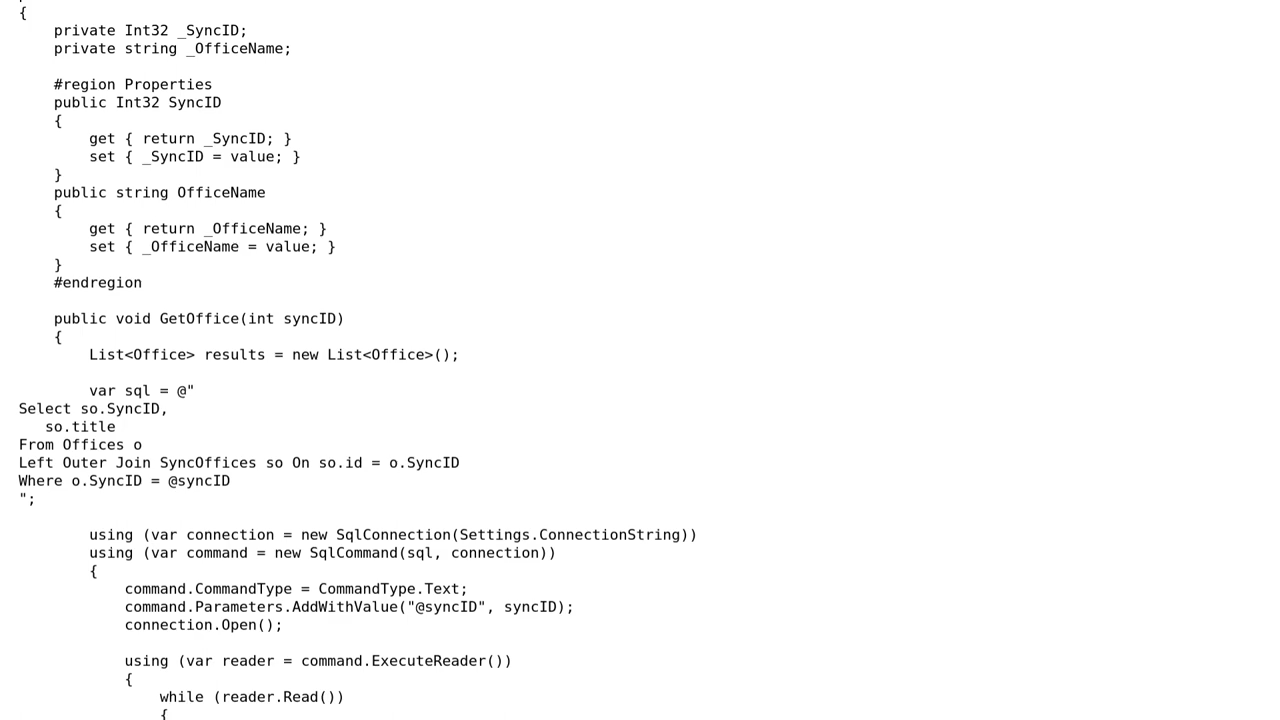 {
    private Int32 _SyncID;
    private string _OfficeName;

    #region Properties
    public Int32 SyncID
    {
        get { return _SyncID; }
        set { _SyncID = value; }
    }
    public string OfficeName
    {
        get { return _OfficeName; }
        set { _OfficeName = value; }
    }
    #endregion

    public void GetOffice(int syncID)
    {
        List<Office> results = new List<Office>();

        var sql = @"
Select so.SyncID,
   so.title
From Offices o
Left Outer Join SyncOffices so On so.id = o.SyncID
Where o.SyncID = @syncID
";

        using (var connection = new SqlConnection(Settings.ConnectionString))
        using (var command = new SqlCommand(sql, connection))
        {
            command.CommandType = CommandType.Text;
            command.Parameters.AddWithValue("@syncID", syncID);
            connection.Open();

            using (var reader = command.ExecuteReader())
            {
                while (reader.Read())
                {